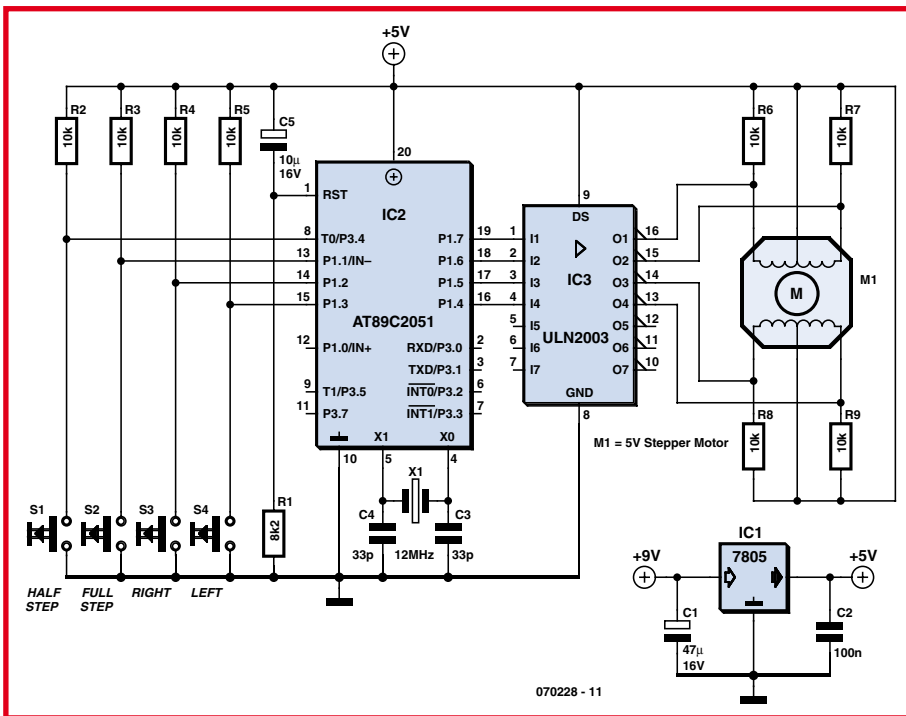 +5V
R2
10k
R3
10k
R4
10k
R5
10k
C5
10µ
16V
R6
10k
R7
10k
20
1
RST
IC2
8
T0/P3.4
13
P1.1/IN–
14
P1.2
15
P1.3
AT89C2051
12
P1.0/IN+
9
T1/P3.5
11
P3.7
P1.7
19
P1.6
18
P1.5
17
P1.4
16
RXD/P3.0
2
TXD/P3.1
3
INT0/P3.2
6
INT1/P3.3
7
X1
X0
10
5
4
9
DS
IC3
ULN2003
1
I1
2
I2
3
I3
4
I4
5
I5
6
I6
7
I7
O1
16
O2
15
O3
14
O4
13
O5
12
O6
11
O7
10
GND
8
M
M1
M1 = 5V Stepper Motor
R8
10k
R9
10k
X1
C4
33p
12MHz
C3
33p
R1
8k2
S1
S2
S3
S4
HALF STEP
FULL STEP
RIGHT
LEFT
IC1
+9V
7805
+5V
C1
47µ
16V
C2
100n
070228 - 11